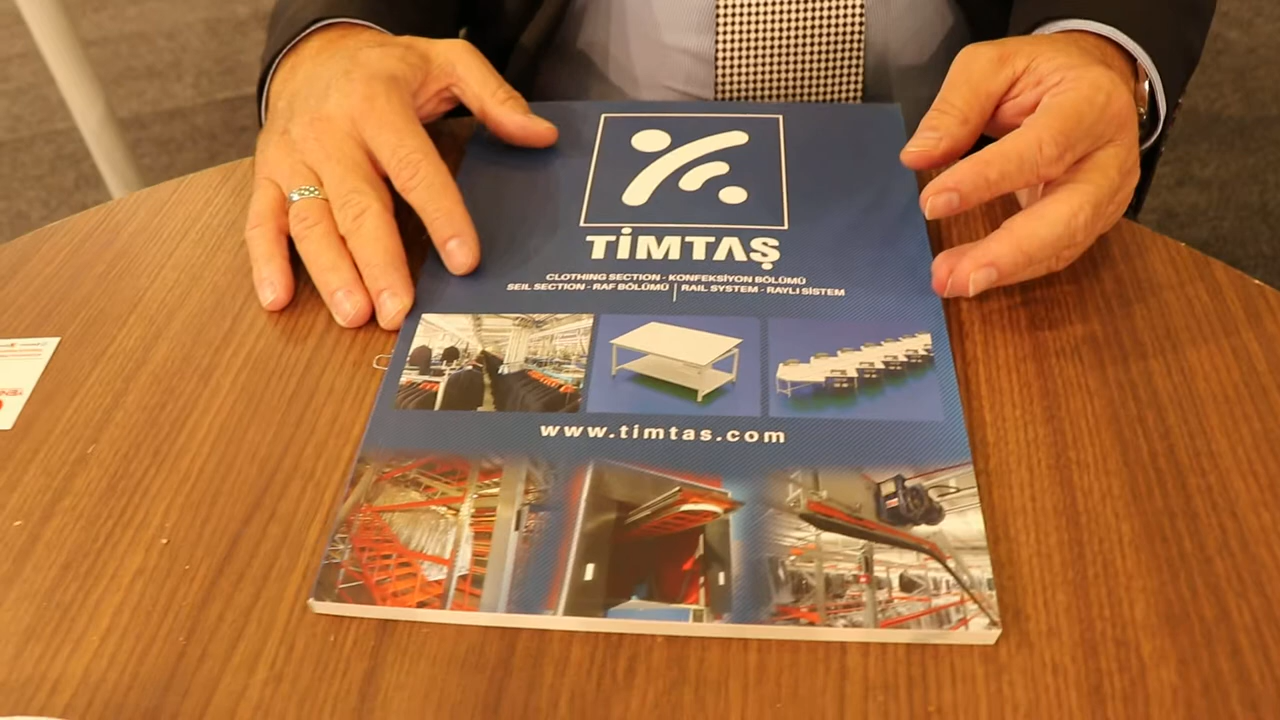 TİMTAŞ
CLOTHING SECTION - KONFEKSİYON BÖLÜMÜ
SEIL SECTION - RAF BÖLÜMÜ | RAIL SYSTEM - RAYLI SİSTEM
www.timtas.com